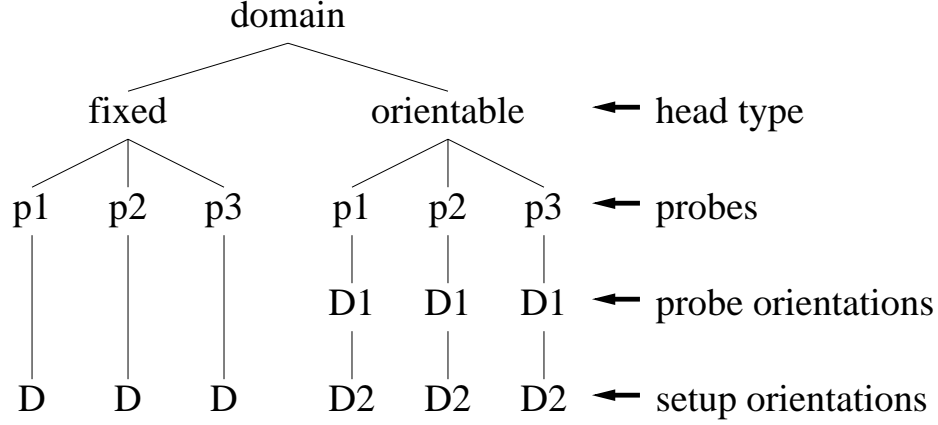 domain
fixed orientable head type
p1 p2 p3 p1 p2 p3 probes
D1 D1 D1 probe orientations
D D D D2 D2 D2 setup orientations